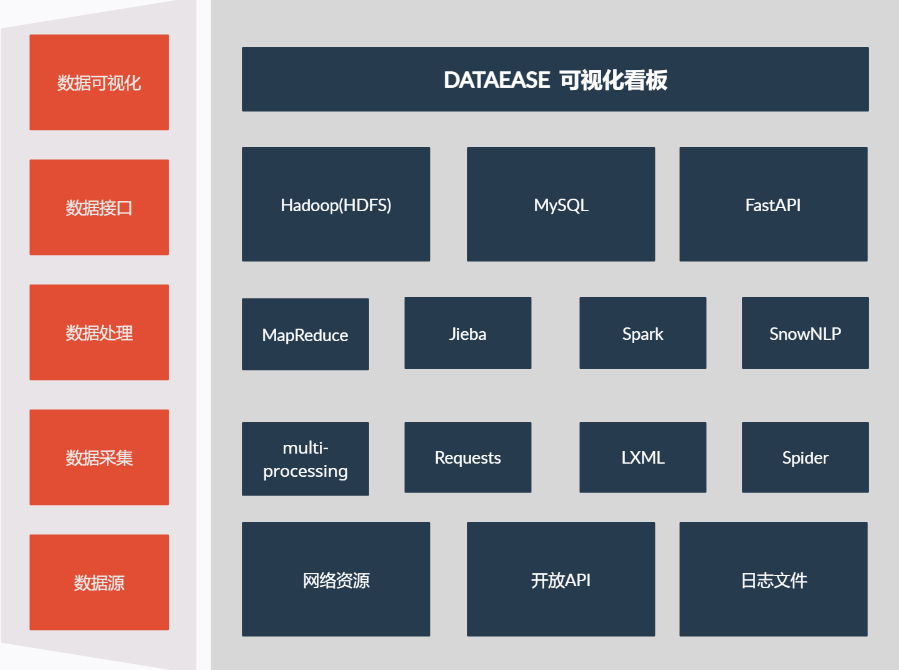 数据可视化
DATAEASE 可视化看板
数据接口
Hadoop(HDFS)
MySQL
FastAPI
数据处理
MapReduce
Jieba
Spark
SnowNLP
数据采集
multi-
processing
Requests
LXML
Spider
数据源
网络资源
开放API
日志文件